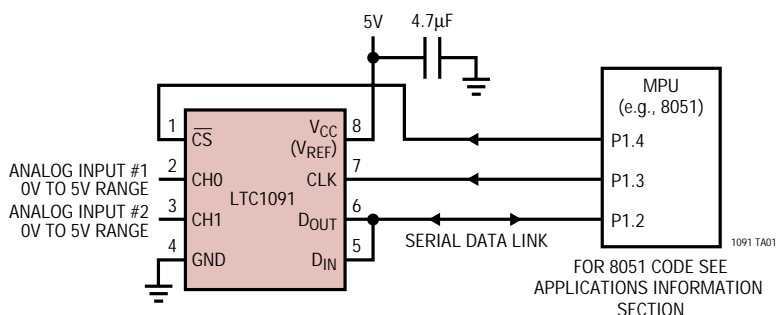 5V
4.7µF
MPU
(e.g., 8051)
P1.4
P1.3
P1.2
1
CS
VCC
(VREF)
8
ANALOG INPUT #1
0V TO 5V RANGE
2
CH0
CLK
7
LTC1091
ANALOG INPUT #2
0V TO 5V RANGE
3
CH1
DOUT
6
SERIAL DATA LINK
4
GND
DIN
5
1091 TA01
FOR 8051 CODE SEE
APPLICATIONS INFORMATION
SECTION